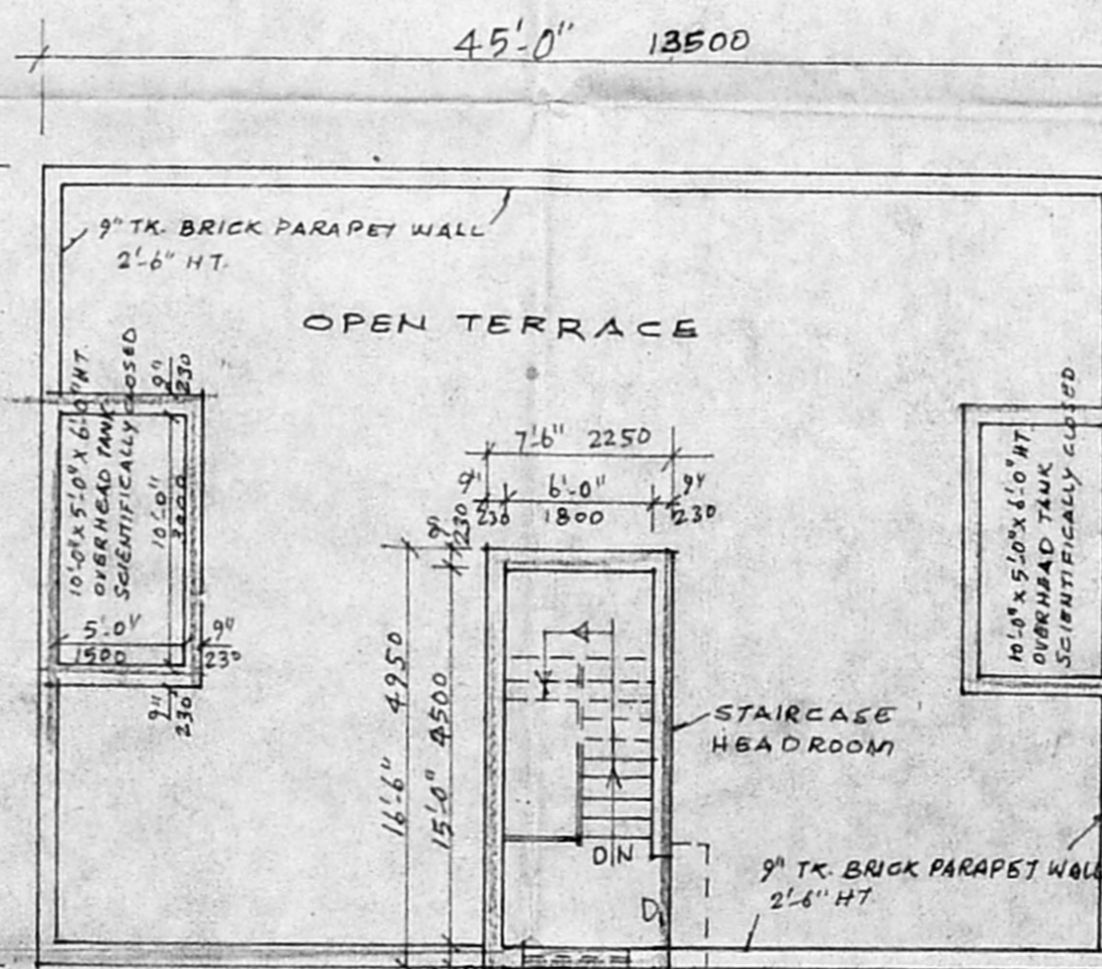 45'-0" 13500
9" TK. BRICK PARAPET WALL
2'-6" HT.
OPEN TERRACE
10'-0" X 5'-0" X 6'-0" HT.
OVERHEAD TANK
SCIENTIFICALLY CLOSED
9"
230
10'-0"
3000
5'-0"
1500
9"
230
9"
230
7'-6" 2250
9"
230
6'-0"
1800
9"
230
9"
230
16'-6" 4950
15'-0" 4500
STAIRCASE
HEADROOM
DN
D1
10'-0" X 5'-0" X 6'-0" HT.
OVERHEAD TANK
SCIENTIFICALLY CLOSED
9" TK. BRICK PARAPET WALL
2'-6" HT.